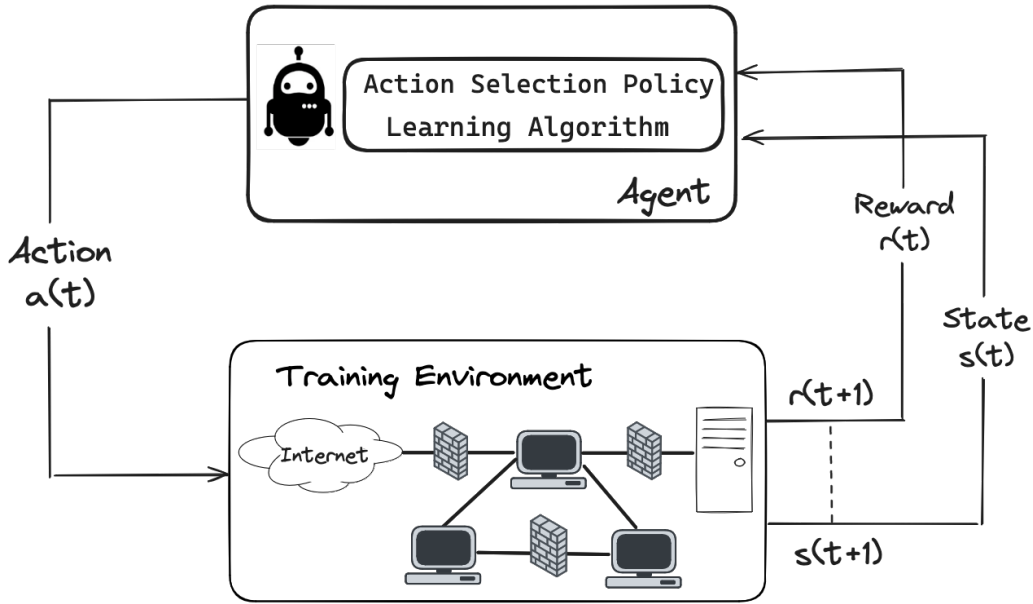 Action Selection Policy
Learning Algorithm
Agent
Reward
r(t)
Action
a(t)
State
s(t)
Training Environment
r(t+1)
Internet
s(t+1)